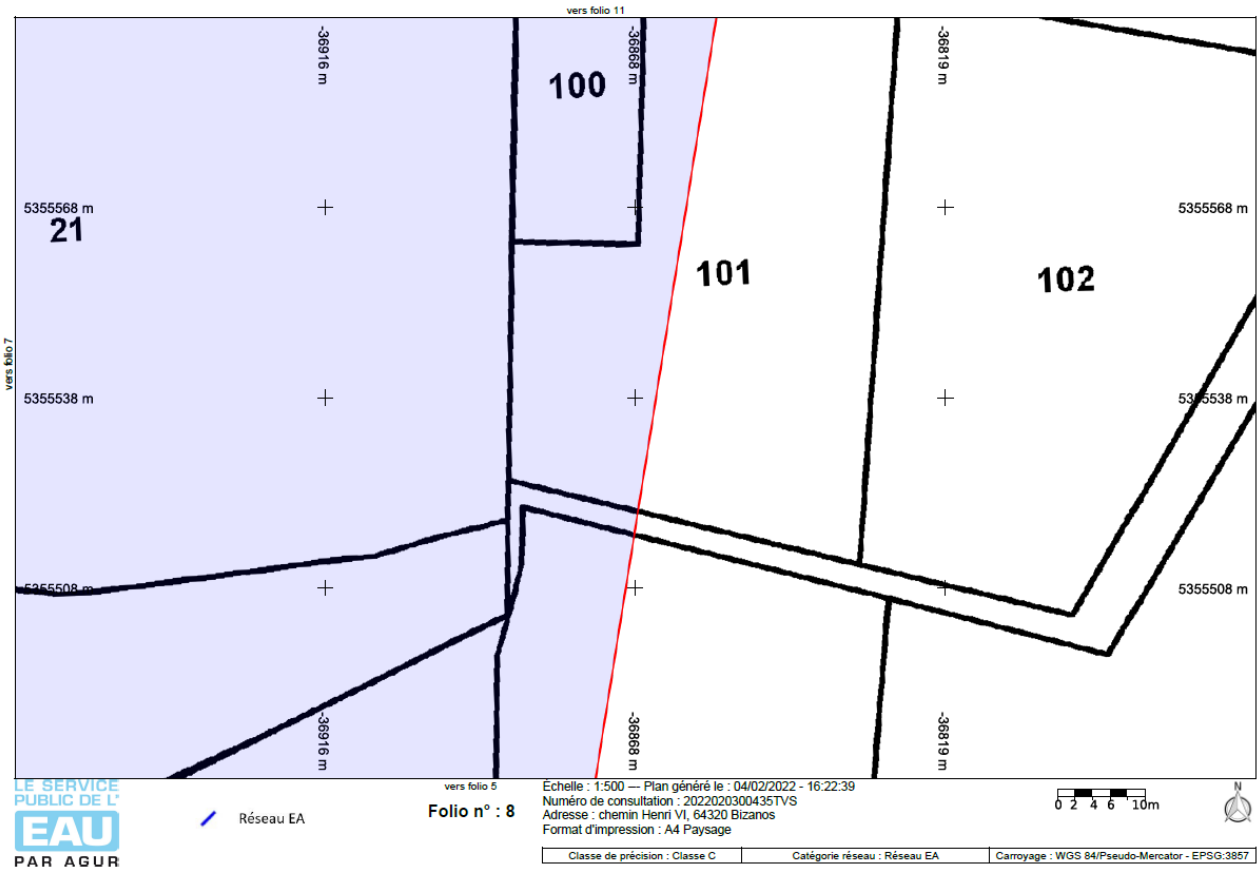 vers folio 11
-36916 m
-36868 m
-36819 m
100
5355568 m
5355568 m
21
101
102
vers folio 7
5355538 m
5355538 m
5355508 m
5355508 m
-36916 m
-36868 m
-36819 m
LE SERVICE
PUBLIC DE L'
EAU
PAR AGUR
Réseau EA
vers folio 5
Folio n° : 8
Échelle : 1:500 --- Plan généré le : 04/02/2022 - 16:22:39
Numéro de consultation : 2022020300435TVS
Adresse : chemin Henri VI, 64320 Bizanos
Format d'impression : A4 Paysage
0 2 4 6 10m
N
Classe de précision : Classe C
Catégorie réseau : Réseau EA
Carroyage : WGS 84/Pseudo-Mercator - EPSG:3857